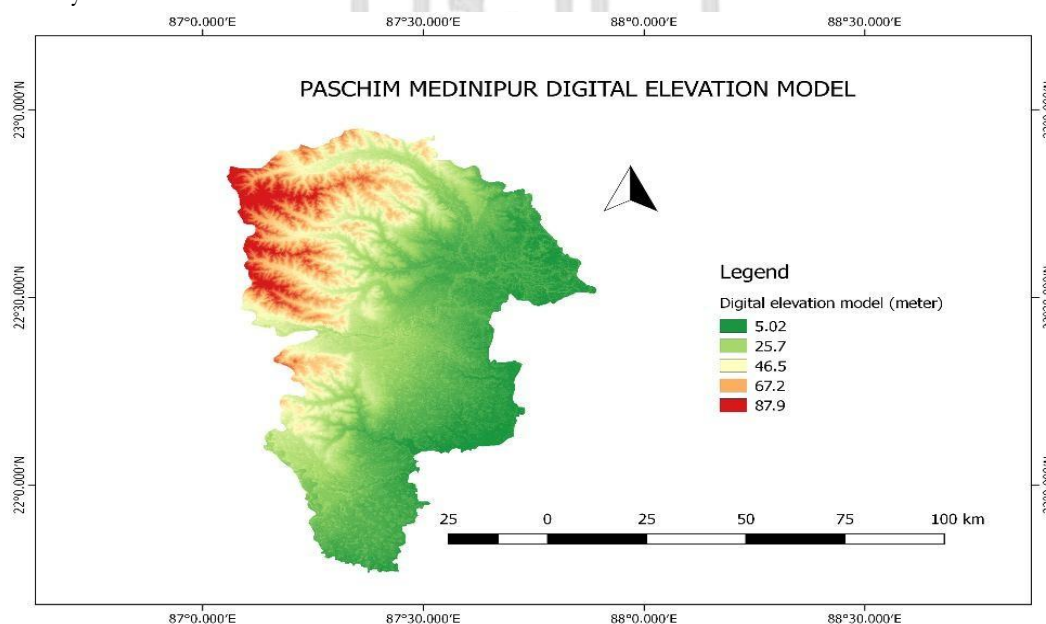 87°0.000'E 87°30.000'E 88°0.000'E 88°30.000'E
PASCHIM MEDINIPUR DIGITAL ELEVATION MODEL
23°0.000'N
22°30.000'N
22°0.000'N
Legend
Digital elevation model (meter)
5.02
25.7
46.5
67.2
87.9
25 0 25 50 75 100 km
87°0.000'E 87°30.000'E 88°0.000'E 88°30.000'E